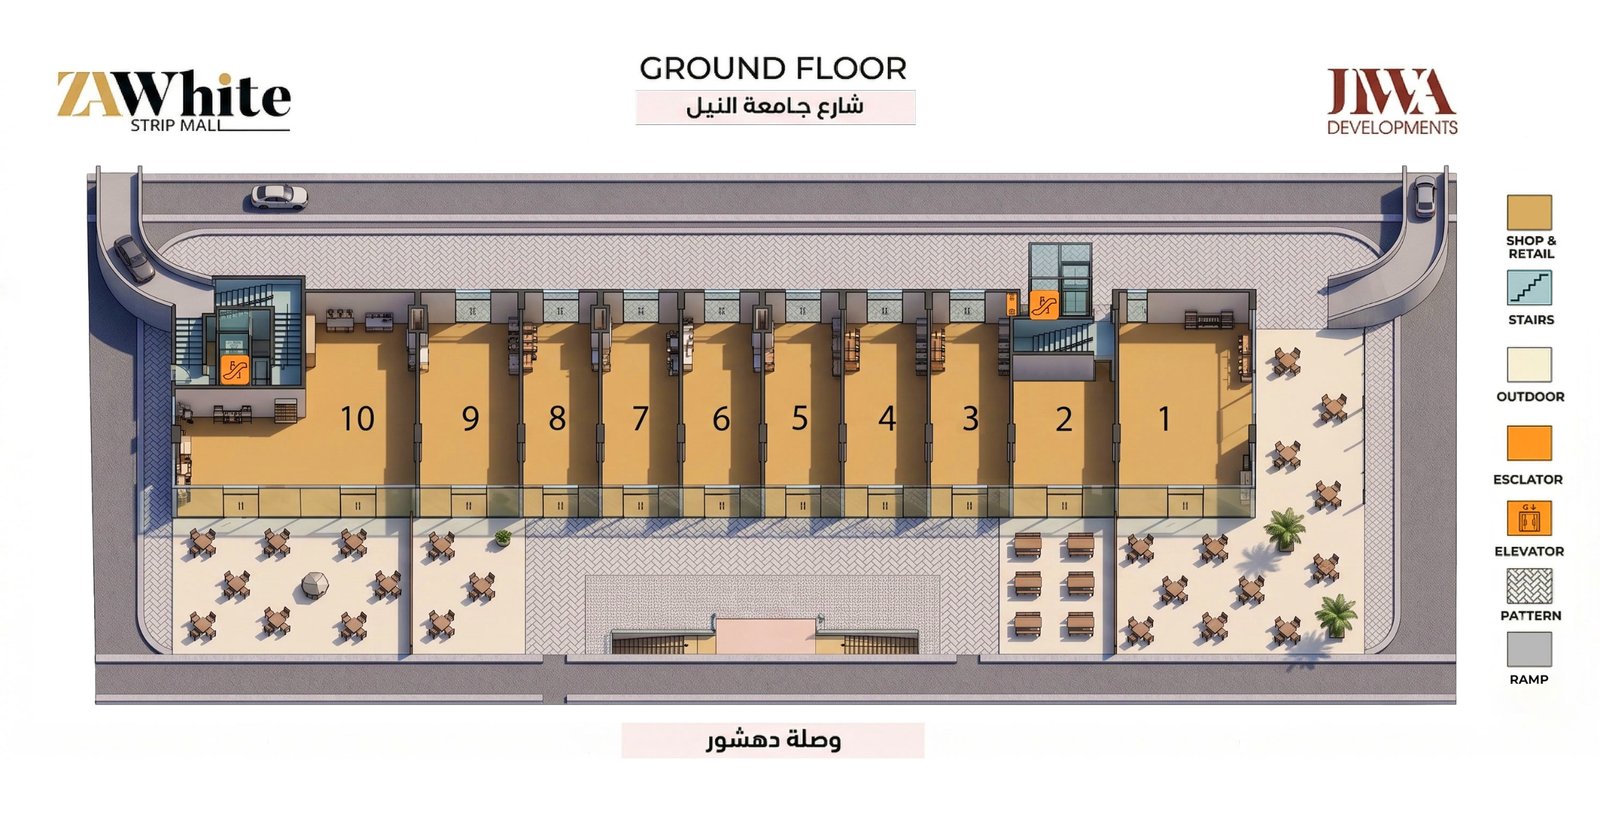 ZAWhite
STRIP MALL
GROUND FLOOR
شارع جامعة النيل
JIWA
DEVELOPMENTS
SHOP &
RETAIL
STAIRS
OUTDOOR
ESCLATOR
G
ELEVATOR
PATTERN
RAMP
10
9
8
7
6
5
4
3
2
1
وصلة دهشور